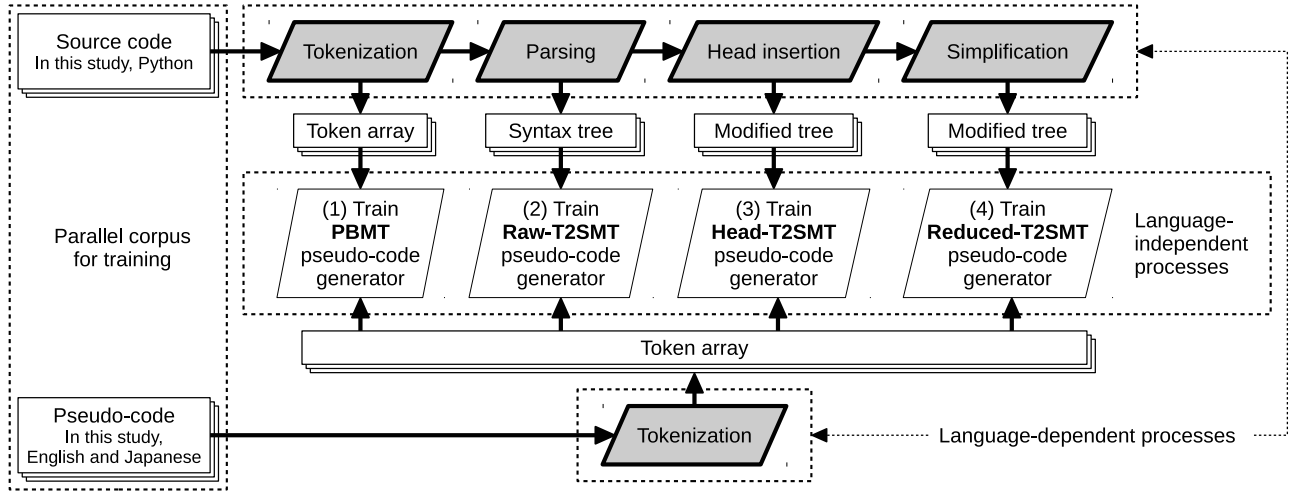 Source code
In this study, Python
Tokenization
Parsing
Head insertion
Simplification
Token array
Syntax tree
Modified tree
Modified tree
Parallel corpus
for training
(1) Train
PBMT
pseudo-code
generator
(2) Train
Raw-T2SMT
pseudo-code
generator
(3) Train
Head-T2SMT
pseudo-code
generator
(4) Train
Reduced-T2SMT
pseudo-code
generator
Language-
independent
processes
Token array
Pseudo-code
In this study,
English and Japanese
Tokenization
Language-dependent processes